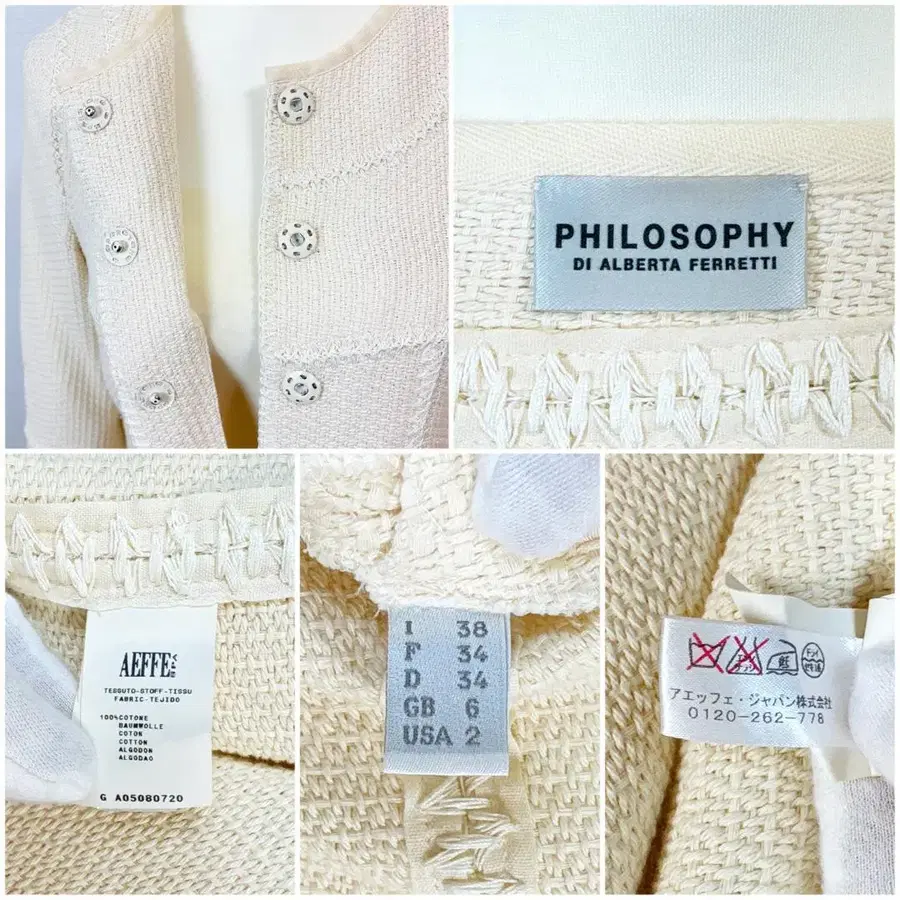 PHILOSOPHY
DI ALBERTA FERRETTI
AEFFE SPA
TESSUTO-STOFF-TISSU
FABRIC-TEJIDO
100%COTONE
BAUMWOLLE
COTON
COTTON
ALGODON
ALGODAO
G A05080720
I 38
F 34
D 34
GB 6
USA 2
アエッフェ・ジャパン株式会社
0120-262-778